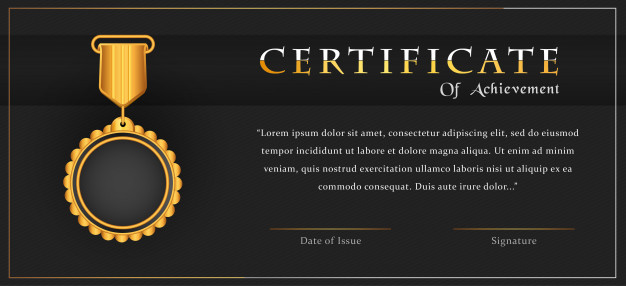 CERTIFICATE
Of Achievement
"Lorem ipsum dolor sit amet, consectetur adipiscing elit, sed do eiusmod
tempor incididunt ut labore et dolore magna aliqua. Ut enim ad minim
veniam, quis nostrud exercitation ullamco laboris nisi ut aliquip ex ea
commodo consequat. Duis aute irure dolor..."
Date of Issue
Signature